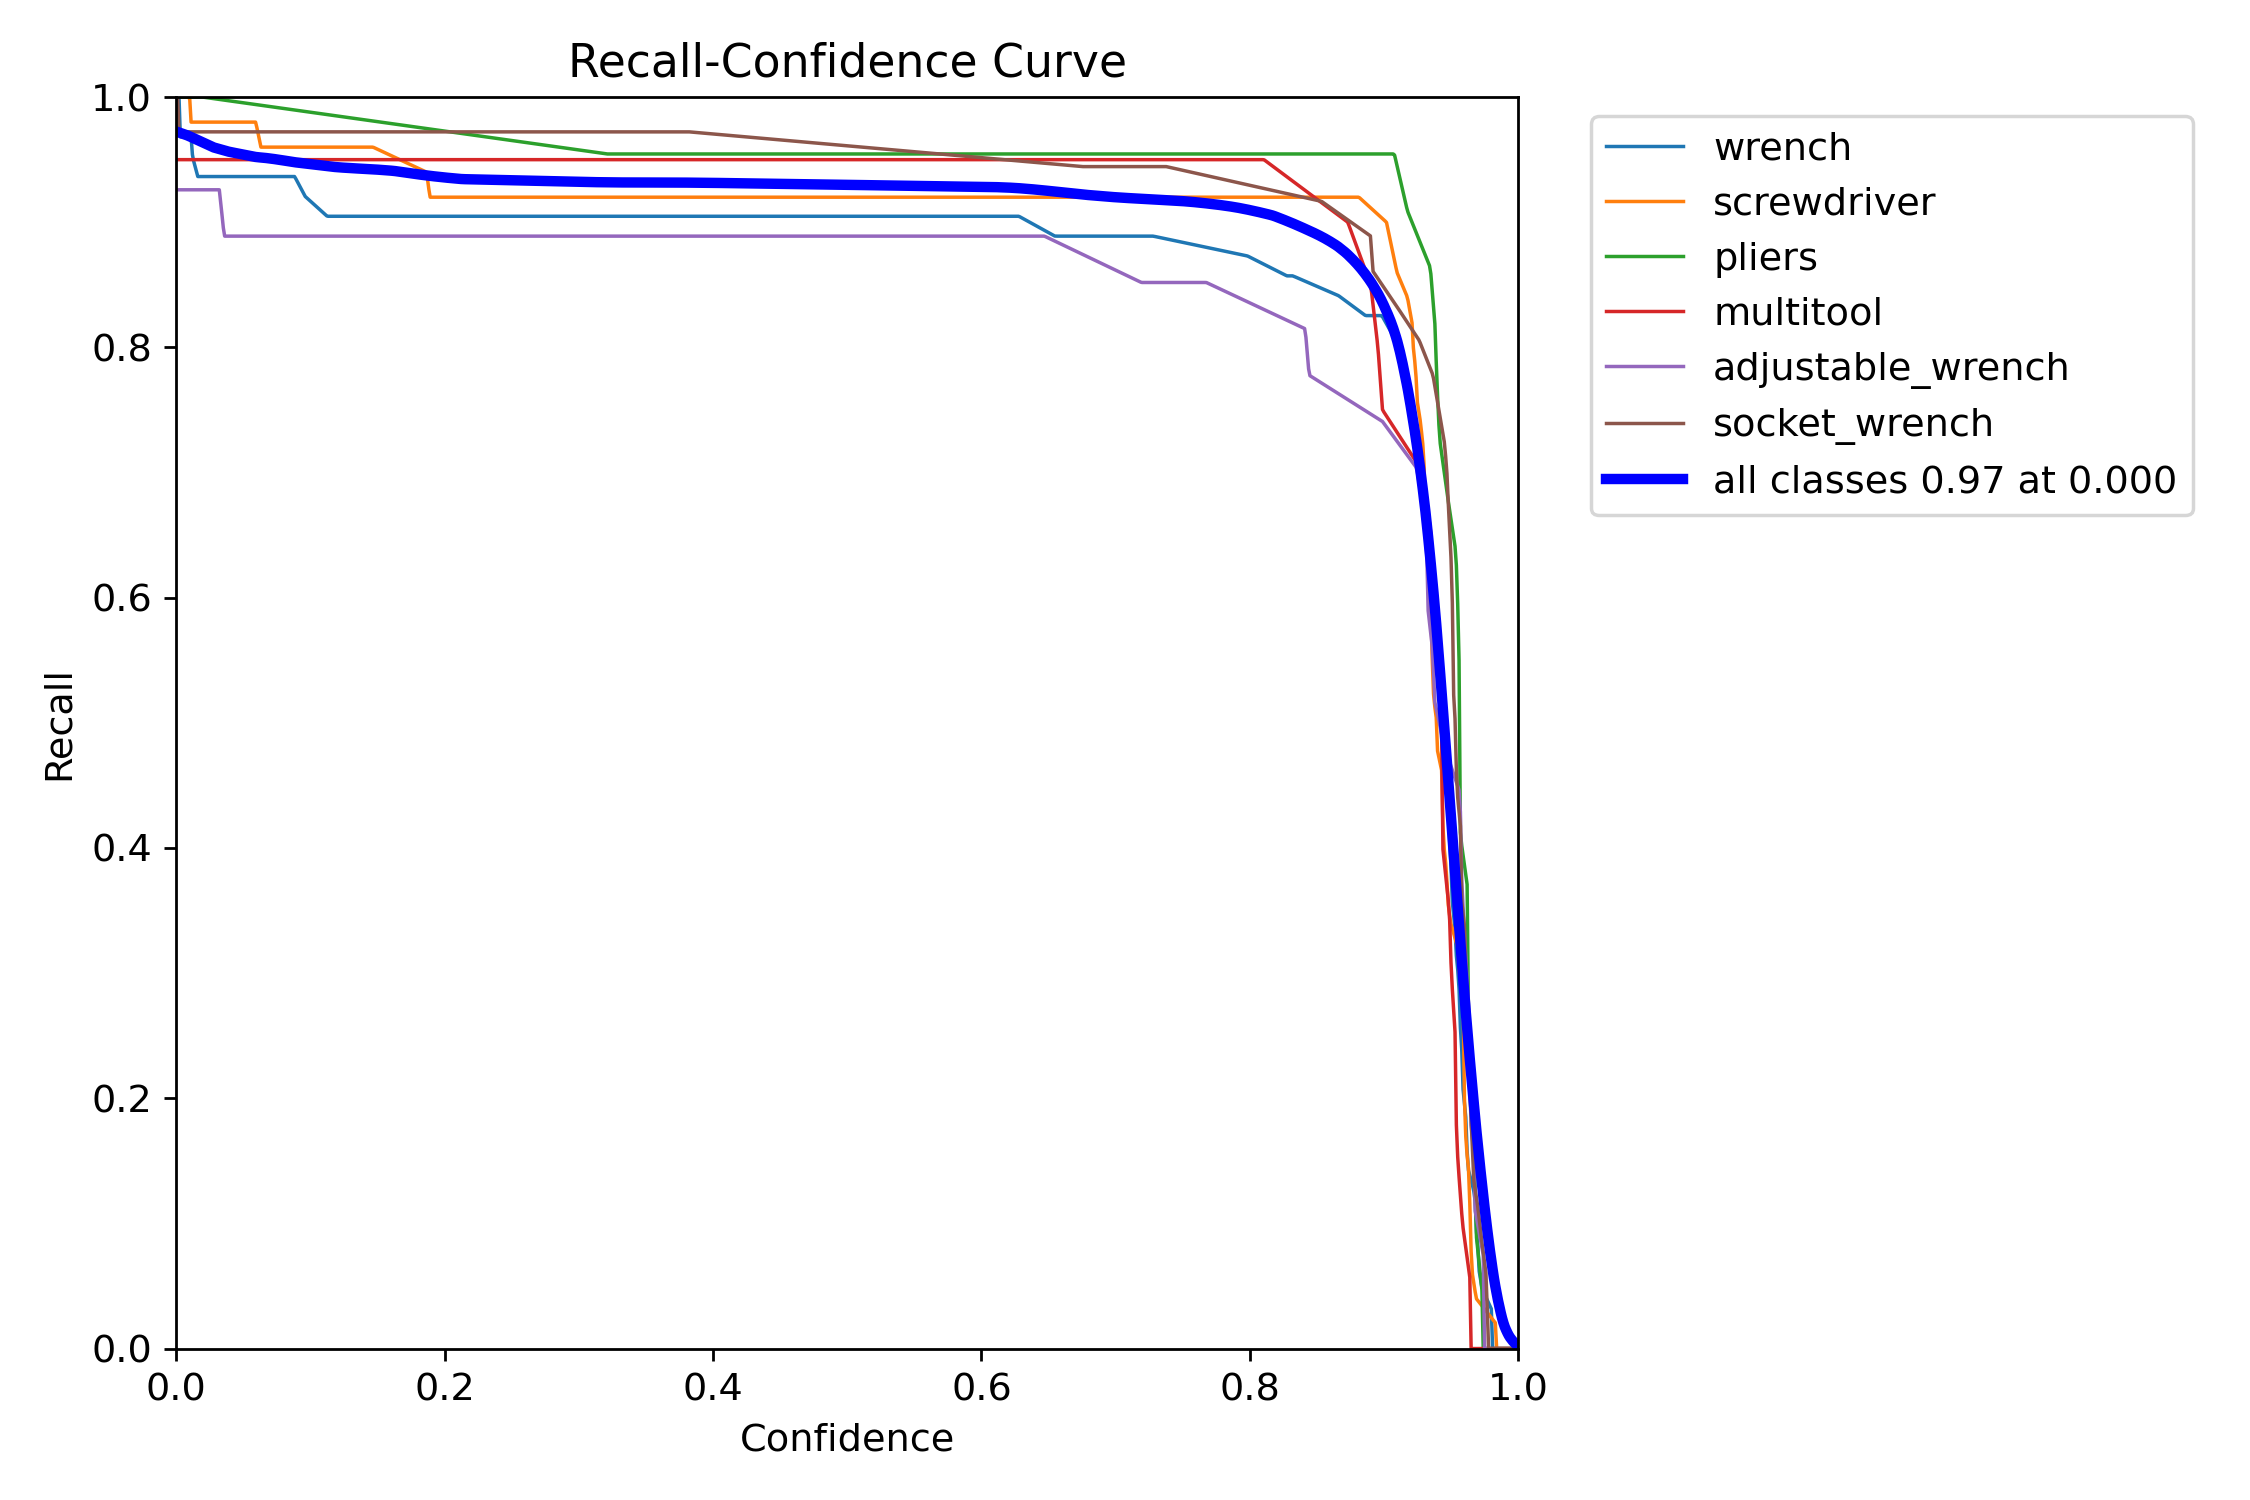 Recall-Confidence Curve
1.0
0.8
0.6
0.4
0.2
0.0
Recall
0.0 0.2 0.4 0.6 0.8 1.0
Confidence
wrench
screwdriver
pliers
multitool
adjustable_wrench
socket_wrench
all classes 0.97 at 0.000